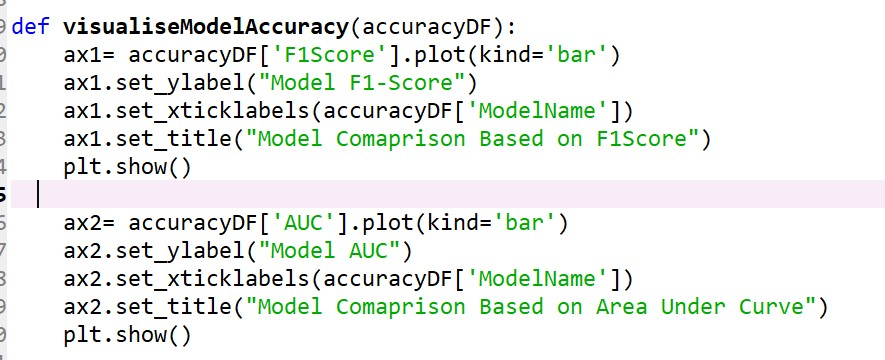 def visualiseModelAccuracy(accuracyDF):
    ax1= accuracyDF['F1Score'].plot(kind='bar')
    ax1.set_ylabel("Model F1-Score")
    ax1.set_xticklabels(accuracyDF['ModelName'])
    ax1.set_title("Model Comaprison Based on F1Score")
    plt.show()

    ax2= accuracyDF['AUC'].plot(kind='bar')
    ax2.set_ylabel("Model AUC")
    ax2.set_xticklabels(accuracyDF['ModelName'])
    ax2.set_title("Model Comaprison Based on Area Under Curve")
    plt.show()